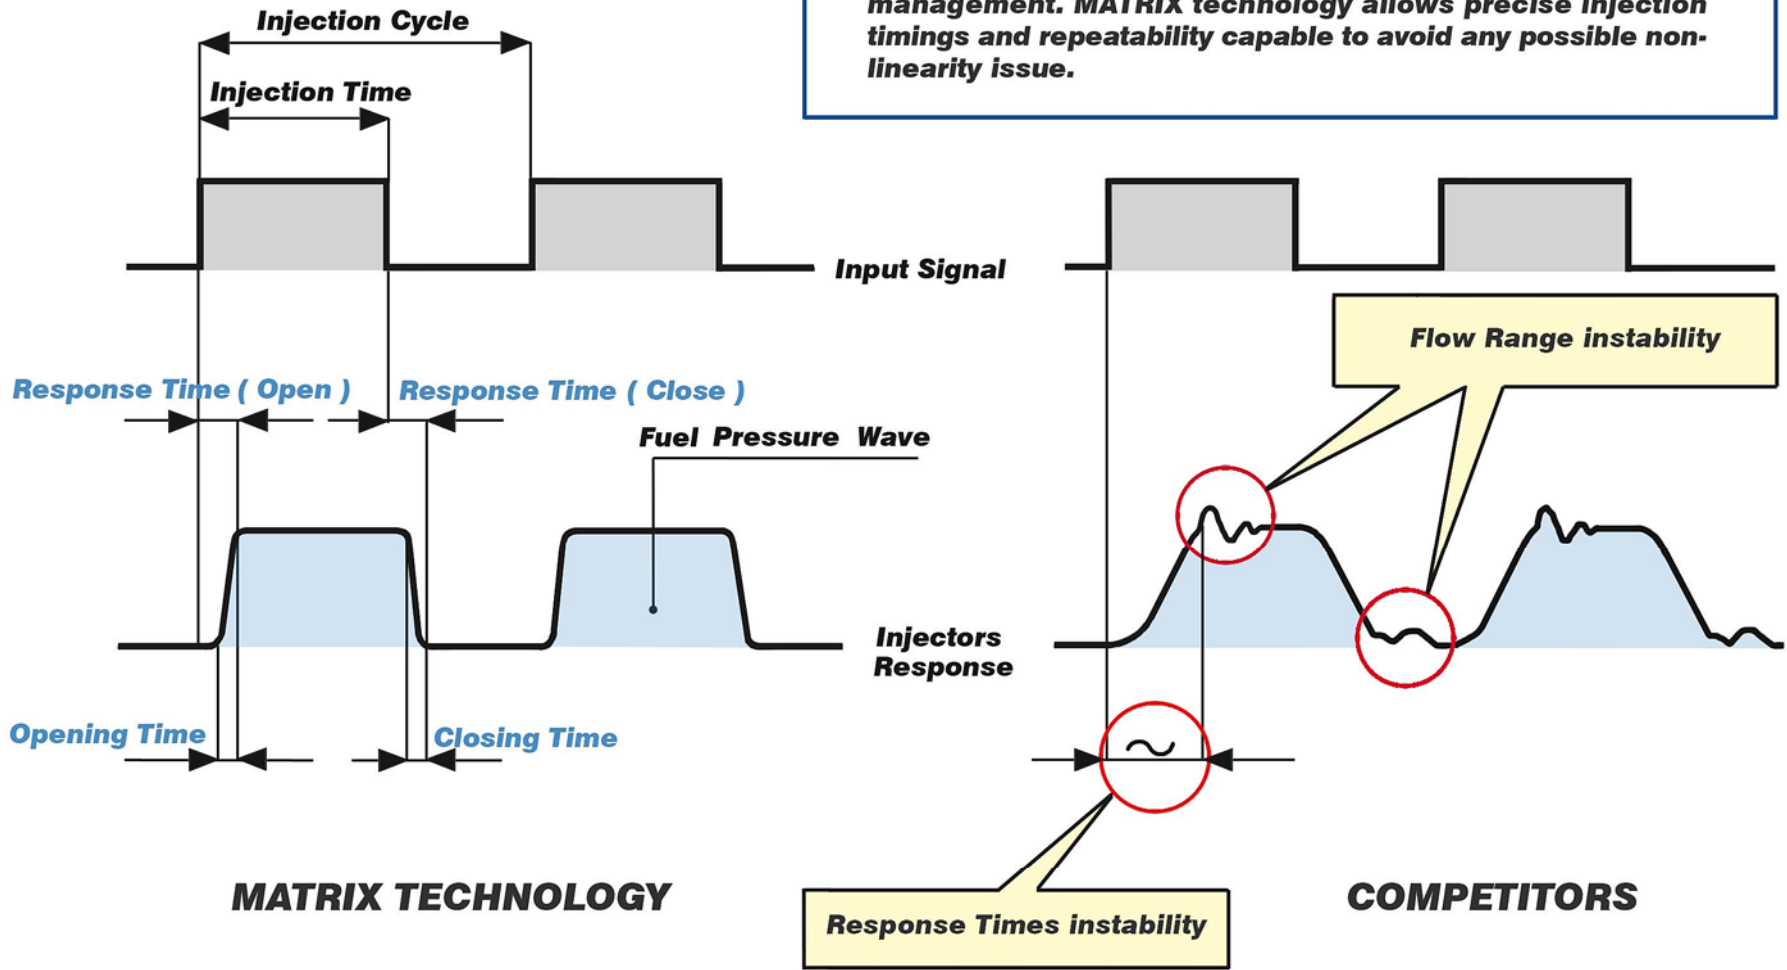 Injection Cycle
management. MATRIX technology allows precise injection
timings and repeatability capable to avoid any possible non-
linearity issue.
Injection Time
Input Signal
Flow Range instability
Response Time ( Open )
Response Time ( Close )
Fuel Pressure Wave
Injectors
Response
Opening Time
Closing Time
MATRIX TECHNOLOGY
COMPETITORS
Response Times instability